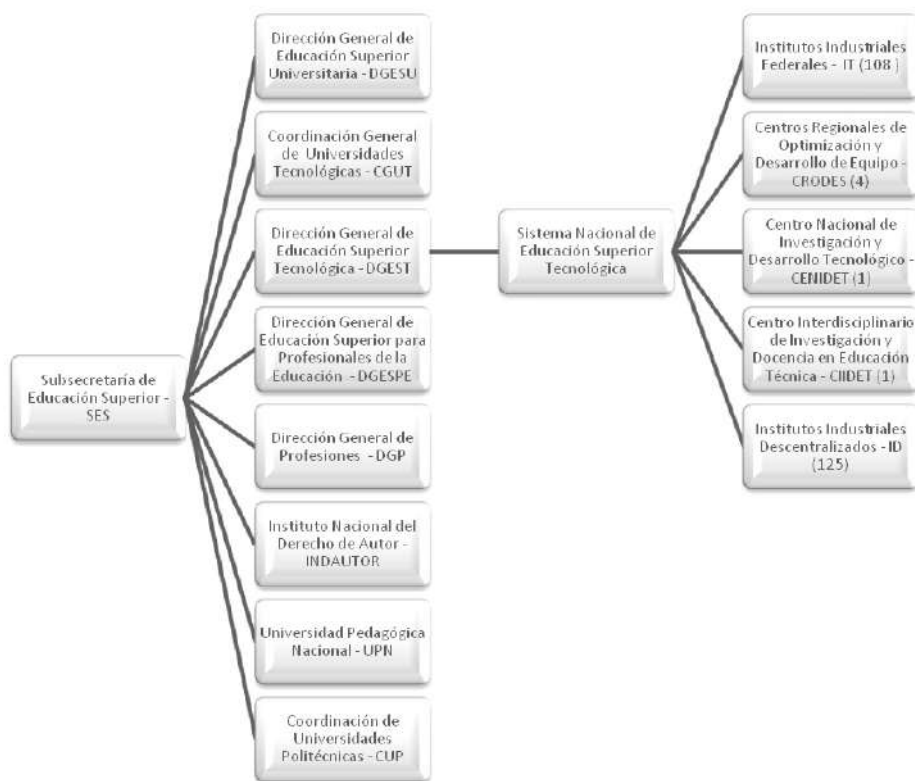 Subsecretaría de
Educación Superior -
SES
Dirección General de
Educación Superior
Universitaria - DGESU
Coordinación General
de Universidades
Tecnológicas - CGUT
Dirección General de
Educación Superior
Tecnológica - DGEST
Dirección General de
Educación Superior para
Profesionales de la
Educación - DGESPE
Dirección General de
Profesiones - DGP
Instituto Nacional del
Derecho de Autor -
INDAUTOR
Universidad Pedagógica
Nacional - UPN
Coordinación de
Universidades
Politécnicas - CUP
Sistema Nacional de
Educación Superior
Tecnológica
Institutos Industriales
Federales - IT (108 )
Centros Regionales de
Optimización y
Desarrollo de Equipo -
CRODES (4)
Centro Nacional de
Investigación y
Desarrollo Tecnológico -
CENIDET (1)
Centro Interdisciplinario
de Investigación y
Docencia en Educación
Técnica - CIIDET (1)
Institutos Industriales
Descentralizados - ID
(125)